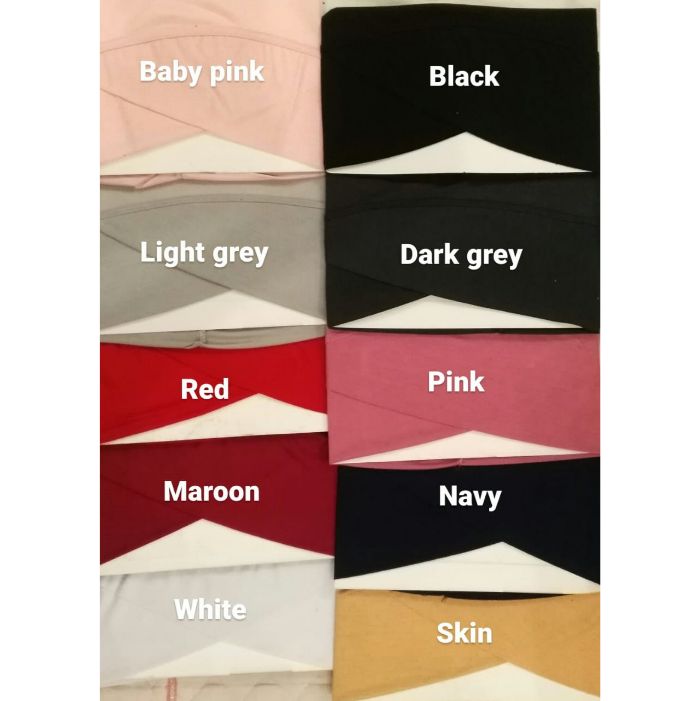 Baby pink
Black
Light grey
Dark grey
Red
Pink
Maroon
Navy
White
Skin